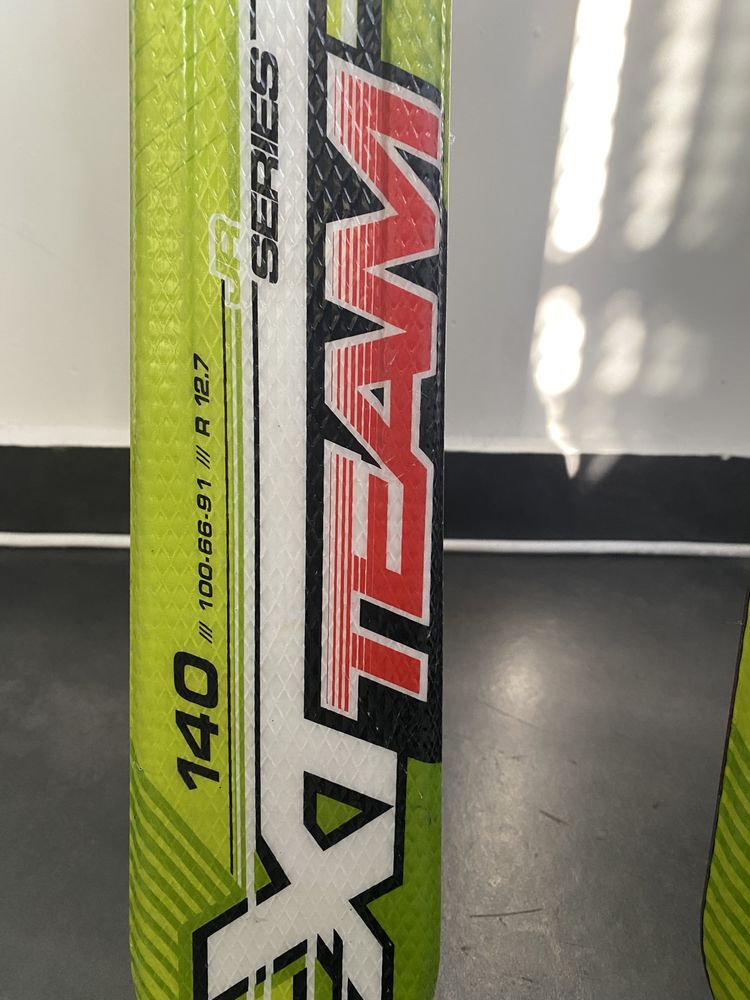 140 /// 100-66-91 /// R 12.7
JR
SERIES
TEAM